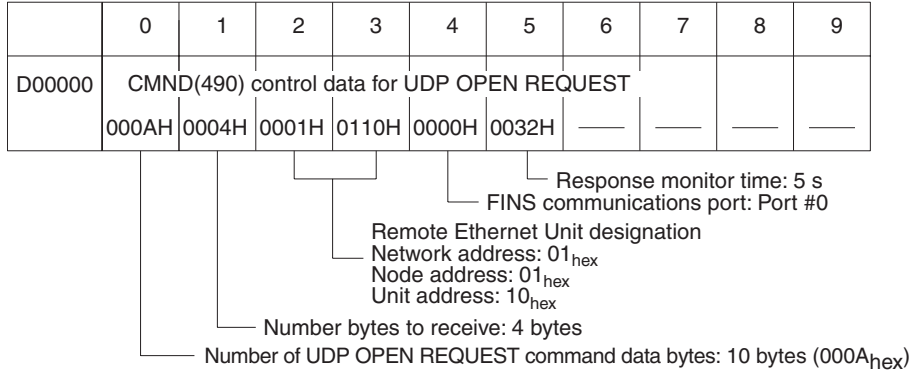 0 1 2 3 4 5 6 7 8 9
D00000 CMND(490) control data for UDP OPEN REQUEST
000AH 0004H 0001H 0110H 0000H 0032H —— —— —— ——
Response monitor time: 5 s
FINS communications port: Port #0
Remote Ethernet Unit designation
Network address: 01hex
Node address: 01hex
Unit address: 10hex
Number bytes to receive: 4 bytes
Number of UDP OPEN REQUEST command data bytes: 10 bytes (000Ahex)